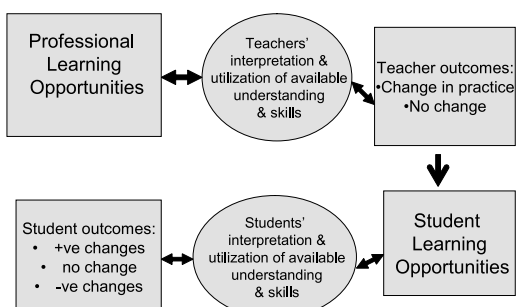 Professional
Learning
Opportunities
Teachers'
interpretation &
utilization of available
understanding
& skills
Teacher outcomes:
•Change in practice
•No change
Student outcomes:
• +ve changes
• no change
• -ve changes
Students'
interpretation &
utilization of available
understanding
& skills
Student
Learning
Opportunities